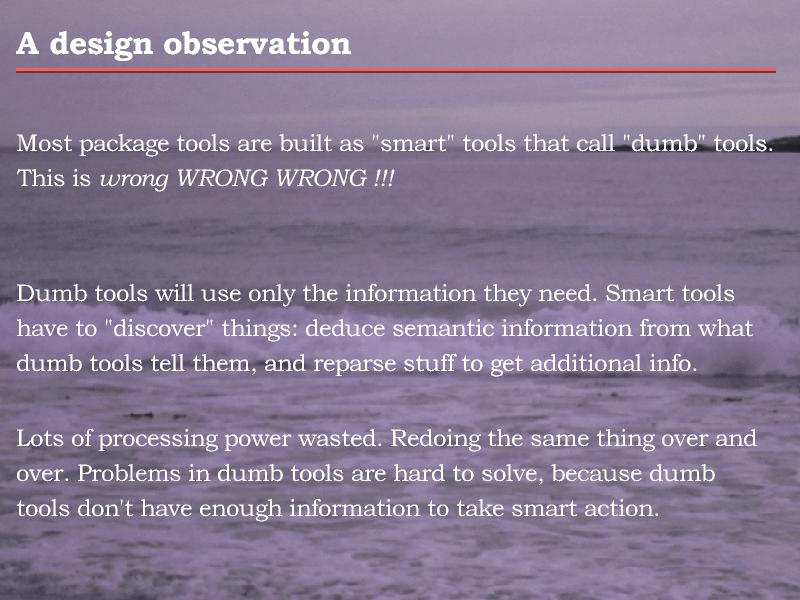 A design observation
Most package tools are built as "smart" tools that call "dumb" tools.
This is wrong WRONG WRONG !!!
Dumb tools will use only the information they need. Smart tools
have to "discover" things: deduce semantic information from what
dumb tools tell them, and reparse stuff to get additional info.
Lots of processing power wasted. Redoing the same thing over and
over. Problems in dumb tools are hard to solve, because dumb
tools don't have enough information to take smart action.